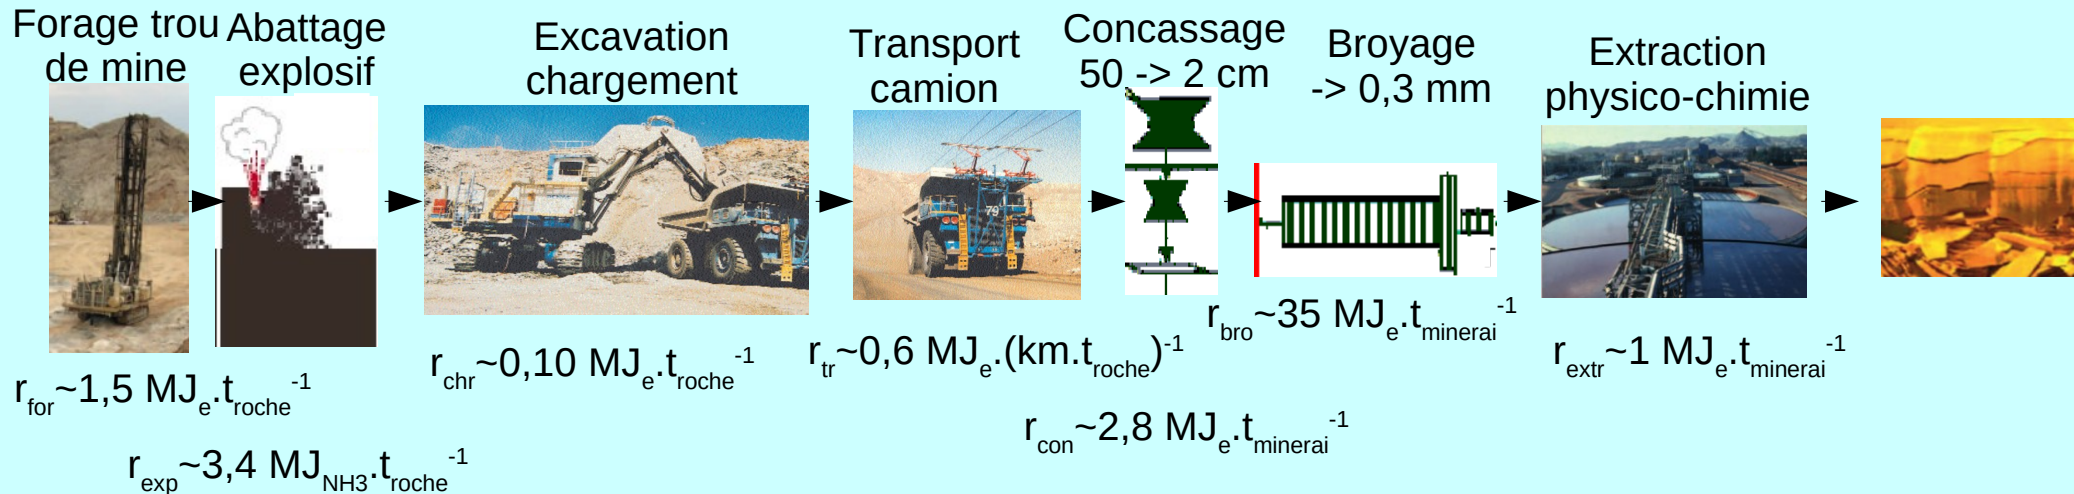 Forage trou
de mine
Abattage
explosif
Excavation
chargement
Transport
camion
Concassage
50 -> 2 cm
Broyage
-> 0,3 mm
Extraction
physico-chimie
79
r_for~1,5 MJ_e.t_roche^-1
r_exp~3,4 MJ_NH3.t_roche^-1
r_chr~0,10 MJ_e.t_roche^-1
r_tr~0,6 MJ_e.(km.t_roche)^-1
r_con~2,8 MJ_e.t_minerai^-1
r_bro~35 MJ_e.t_minerai^-1
r_extr~1 MJ_e.t_minerai^-1